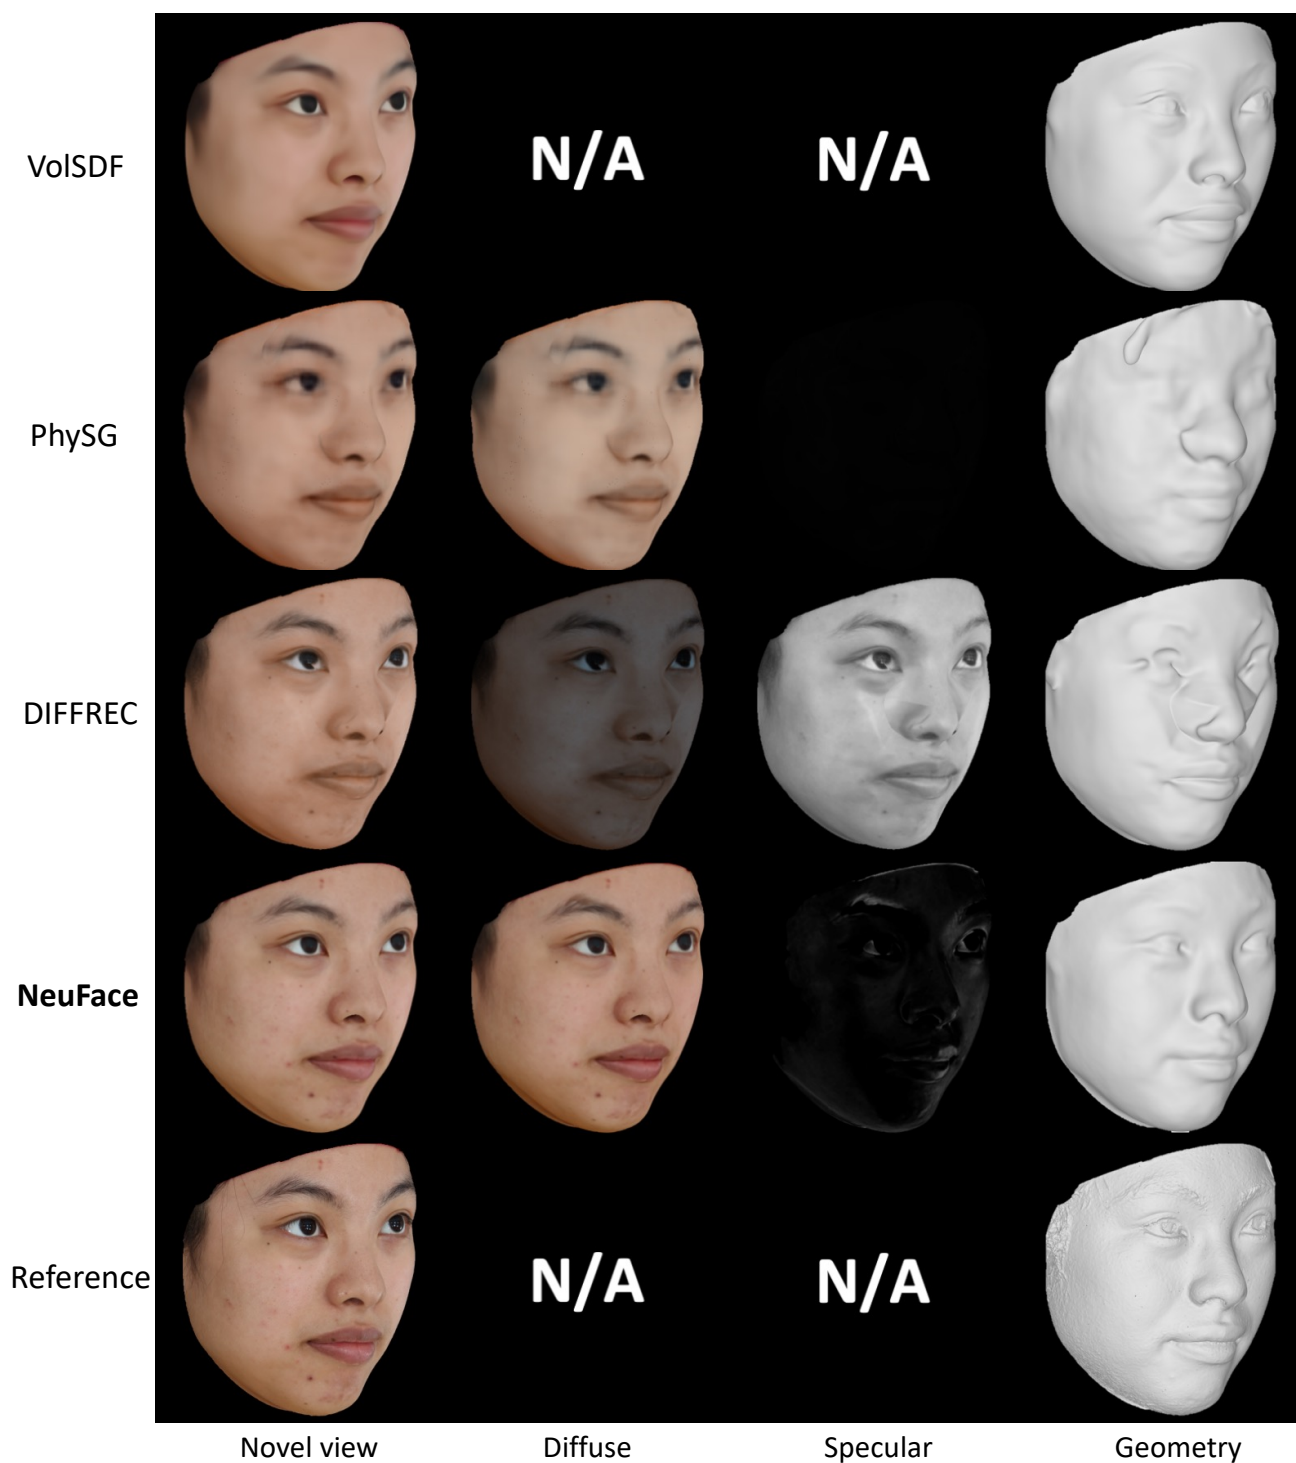 VolSDF
N/A
N/A
PhySG
DIFFREC
NeuFace
Reference
N/A
N/A
Novel view
Diffuse
Specular
Geometry